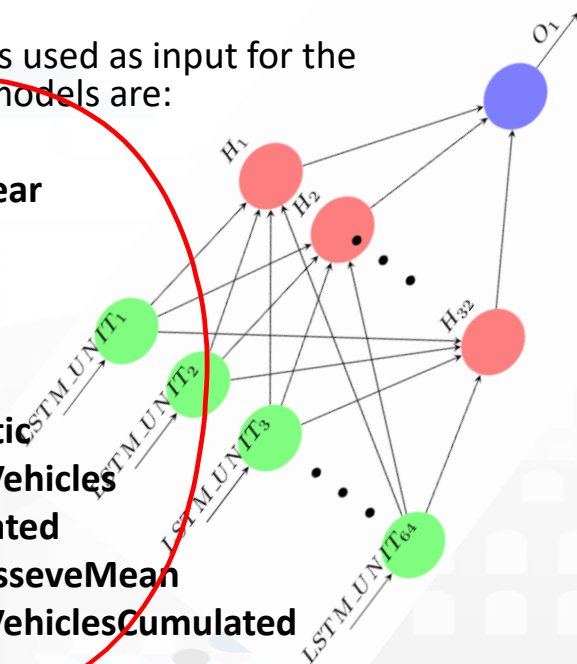 s used as input for the
models are:
ear
tic
Vehicles
ated
sseveMean
VehiclesCumulated
O1
H1
H2
H32
LSTM_UNIT1
LSTM_UNIT2
LSTM_UNIT3
LSTM_UNIT64